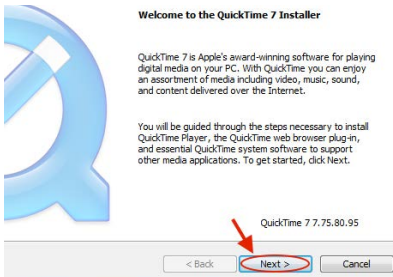 Welcome to the QuickTime 7 Installer
QuickTime 7 is Apple's award-winning software for playing
digital media on your PC. With QuickTime you can enjoy
an assortment of media including video, music, sound,
and content delivered over the Internet.
You will be guided through the steps necessary to install
QuickTime Player, the QuickTime web browser plug-in,
and essential QuickTime system software to support
other media applications. To get started, click Next.
QuickTime 7 7.75.80.95
< Back Next > Cancel